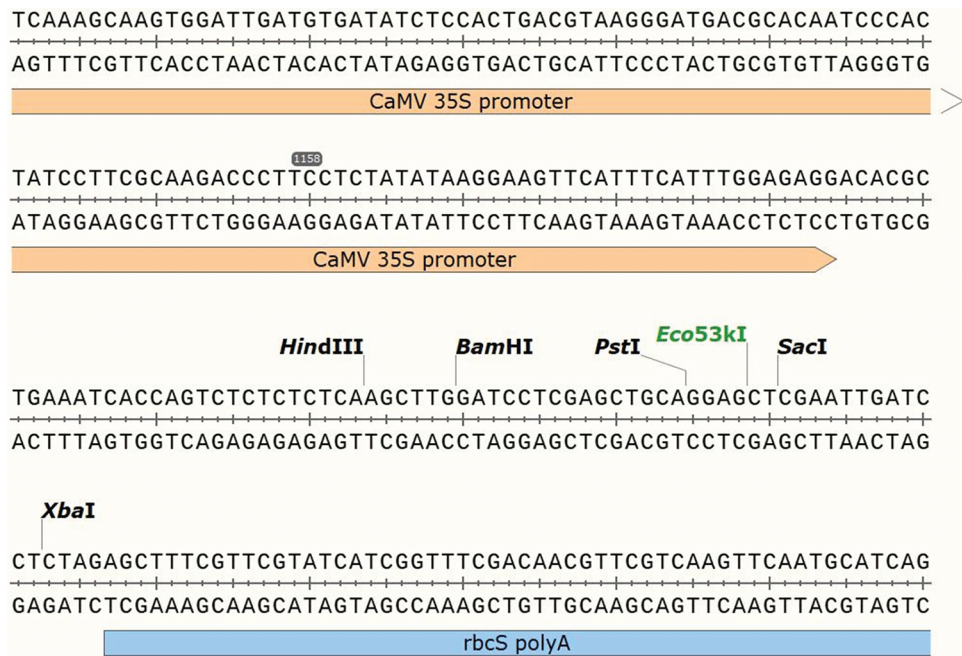 TCAAAGCAAGTGGATTGATGTGATATCTCCACTGACGTAAGGGATGACGCACAATCCCAC
AGTTTCGTTCACCTAACTACACTATAGAGGTGACTGCATTCCCTACTGCGTGTTAGGGTG
CaMV 35S promoter
1158
TATCCTTCGCAAGACCCTTCCTCTATATAAGGAAGTTCATTTCATTTGGAGAGGACACGC
ATAGGAAGCGTTCTGGGAAGGAGATATATTCCTTCAAGTAAAGTAAACCTCTCCTGTGCG
CaMV 35S promoter
HindIII BamHI PstI Eco53kI SacI
TGAAATCACCAGTCTCTCTCTCTCAAGCTTGGATCCTCGAGCTGCAGGAGCTCGAATTGATC
ACTTTAGTGGTCAGAGAGAGAGTTCGAACCTAGGAGCTCGACGTCCTCGAGCTTAACTAG
XbaI
CTCTAGAGCTTTCGTTCGTATCATCGGTTTCGACAACGTTCGTCAAGTTCAATGCATCAG
GAGATCTCGAAAGCAAGCATAGTAGCCAAAGCTGTTGCAAGCAGTTCAAGTTACGTAGTC
rbcS polyA